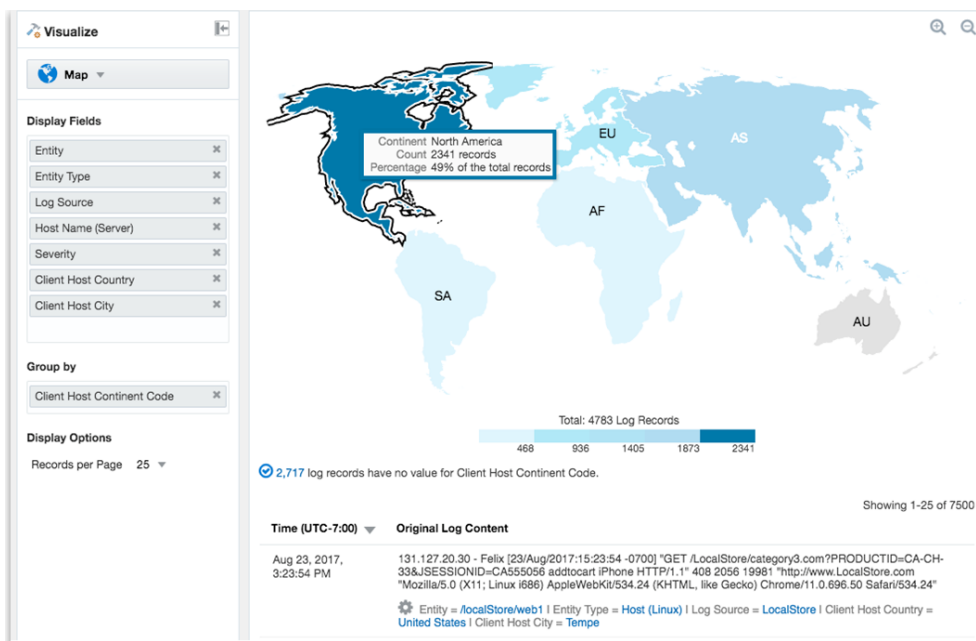 Visualize
Map
Display Fields
Entity
Entity Type
Log Source
Host Name (Server)
Severity
Client Host Country
Client Host City
Group by
Client Host Continent Code
Display Options
Records per Page 25
Continent North America
Count 2341 records
Percentage 49% of the total records
EU
AS
AF
SA
AU
Total: 4783 Log Records
468 936 1405 1873 2341
2,717 log records have no value for Client Host Continent Code.
Showing 1-25 of 7500
Time (UTC-7:00) Original Log Content
Aug 23, 2017,
3:23:54 PM
131.127.20.30 - Felix [23/Aug/2017:15:23:54 -0700] "GET /LocalStore/category3.com?PRODUCTID=CA-CH-
33&JSESSIONID=CA555056 addtocart iPhone HTTP/1.1" 408 2056 19981 "http://www.LocalStore.com
"Mozilla/5.0 (X11; Linux i686) AppleWebKit/534.24 (KHTML, like Gecko) Chrome/11.0.696.50 Safari/534.24"
Entity = /localStore/web1 | Entity Type = Host (Linux) | Log Source = LocalStore | Client Host Country =
United States | Client Host City = Tempe